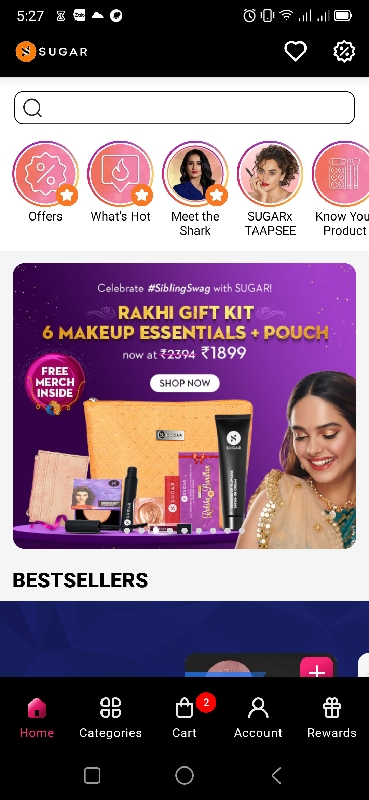 5:27
SUGAR
Offers
What's Hot
Meet the
Shark
SUGARx
TAAPSEE
Know You
Product
Celebrate #SiblingSwag with SUGAR!
RAKHI GIFT KIT
6 MAKEUP ESSENTIALS + POUCH
now at ₹2394 ₹1899
SHOP NOW
FREE
MERCH
INSIDE
SUGAR
SUGAR
SUGAR
BESTSELLERS
2
Home
Categories
Cart
Account
Rewards